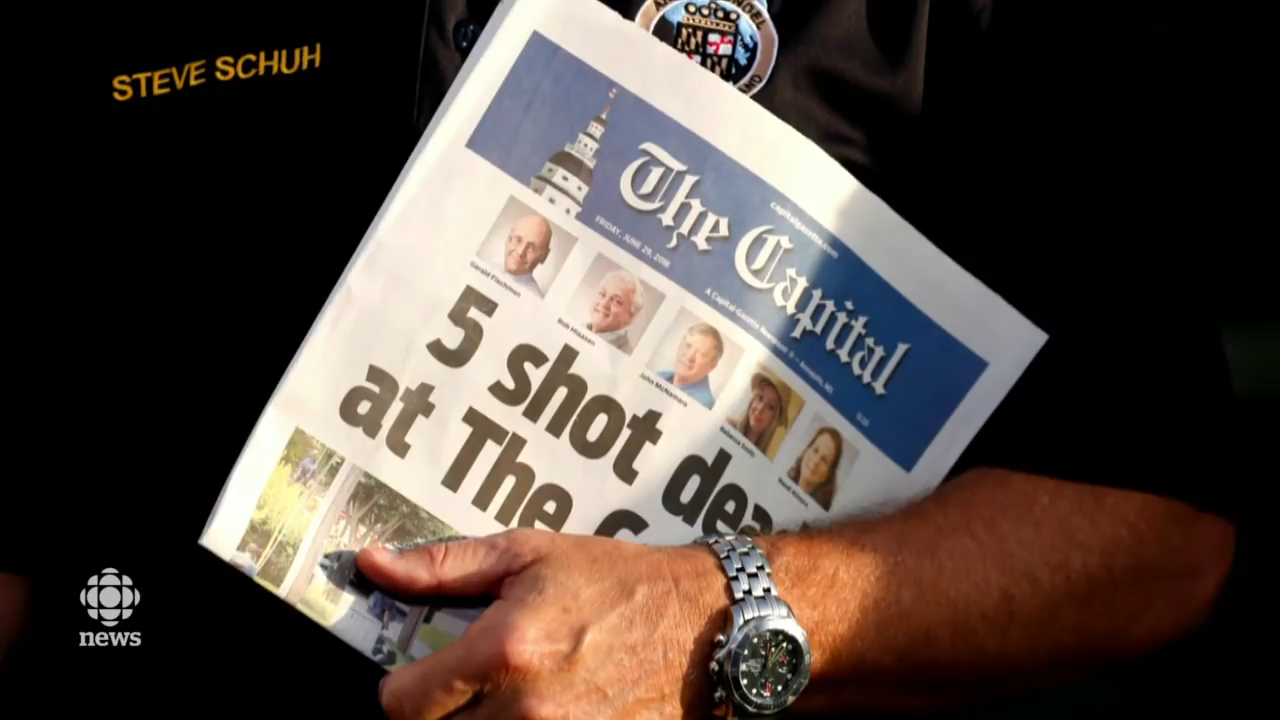 STEVE SCHUH
The Capital
capitalgazette.com
FRIDAY, JUNE 29, 2018
Gerald Fischman
Rob Hiaasen
John McNamara
Rebecca Smith
Wendi Winters
5 shot dea
at The C
news